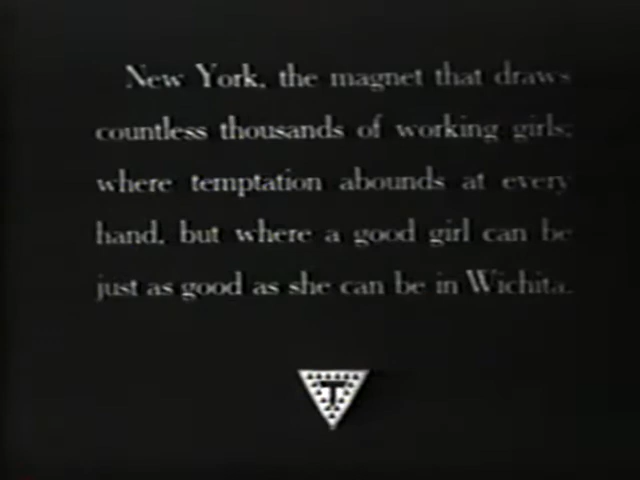 New York, the magnet that draws
countless thousands of working girls;
where temptation abounds at every
hand, but where a good girl can be
just as good as she can be in Wichita.
T